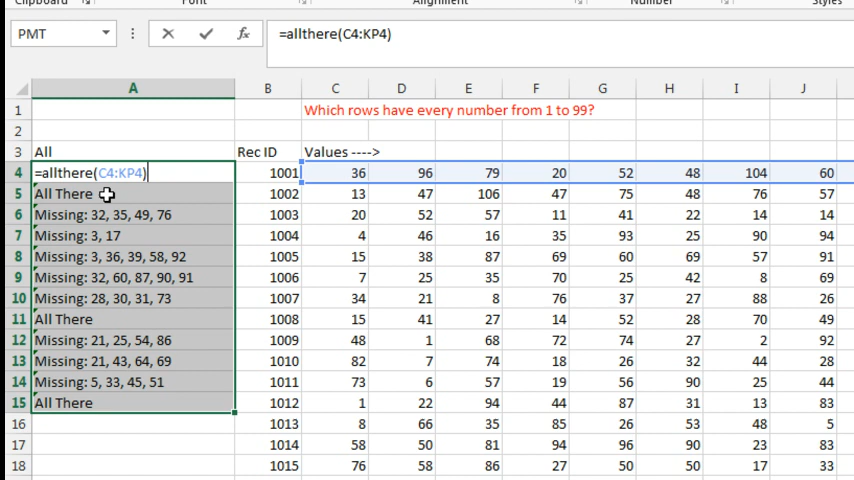 Clipboard Font Alignment Number Styles
PMT fx =allthere(C4:KP4)
A B C D E F G H I J
1 Which rows have every number from 1 to 99?
2
3 All Rec ID Values ---->
4 =allthere(C4:KP4) 1001 36 96 79 20 52 48 104 60
5 All There 1002 13 47 106 47 75 48 76 57
6 Missing: 32, 35, 49, 76 1003 20 52 57 11 41 22 14 14
7 Missing: 3, 17 1004 4 46 16 35 93 25 90 94
8 Missing: 3, 36, 39, 58, 92 1005 15 38 87 69 60 69 57 91
9 Missing: 32, 60, 87, 90, 91 1006 7 25 35 70 25 42 8 69
10 Missing: 28, 30, 31, 73 1007 34 21 8 76 37 27 88 26
11 All There 1008 15 41 27 14 52 28 70 49
12 Missing: 21, 25, 54, 86 1009 48 1 68 72 74 27 2 92
13 Missing: 21, 43, 64, 69 1010 82 7 74 18 26 32 44 28
14 Missing: 5, 33, 45, 51 1011 73 6 57 19 56 90 25 44
15 All There 1012 1 22 94 44 87 31 13 83
16 1013 8 66 35 85 26 53 48 5
17 1014 58 50 81 94 96 90 23 83
18 1015 76 58 86 27 50 50 17 33